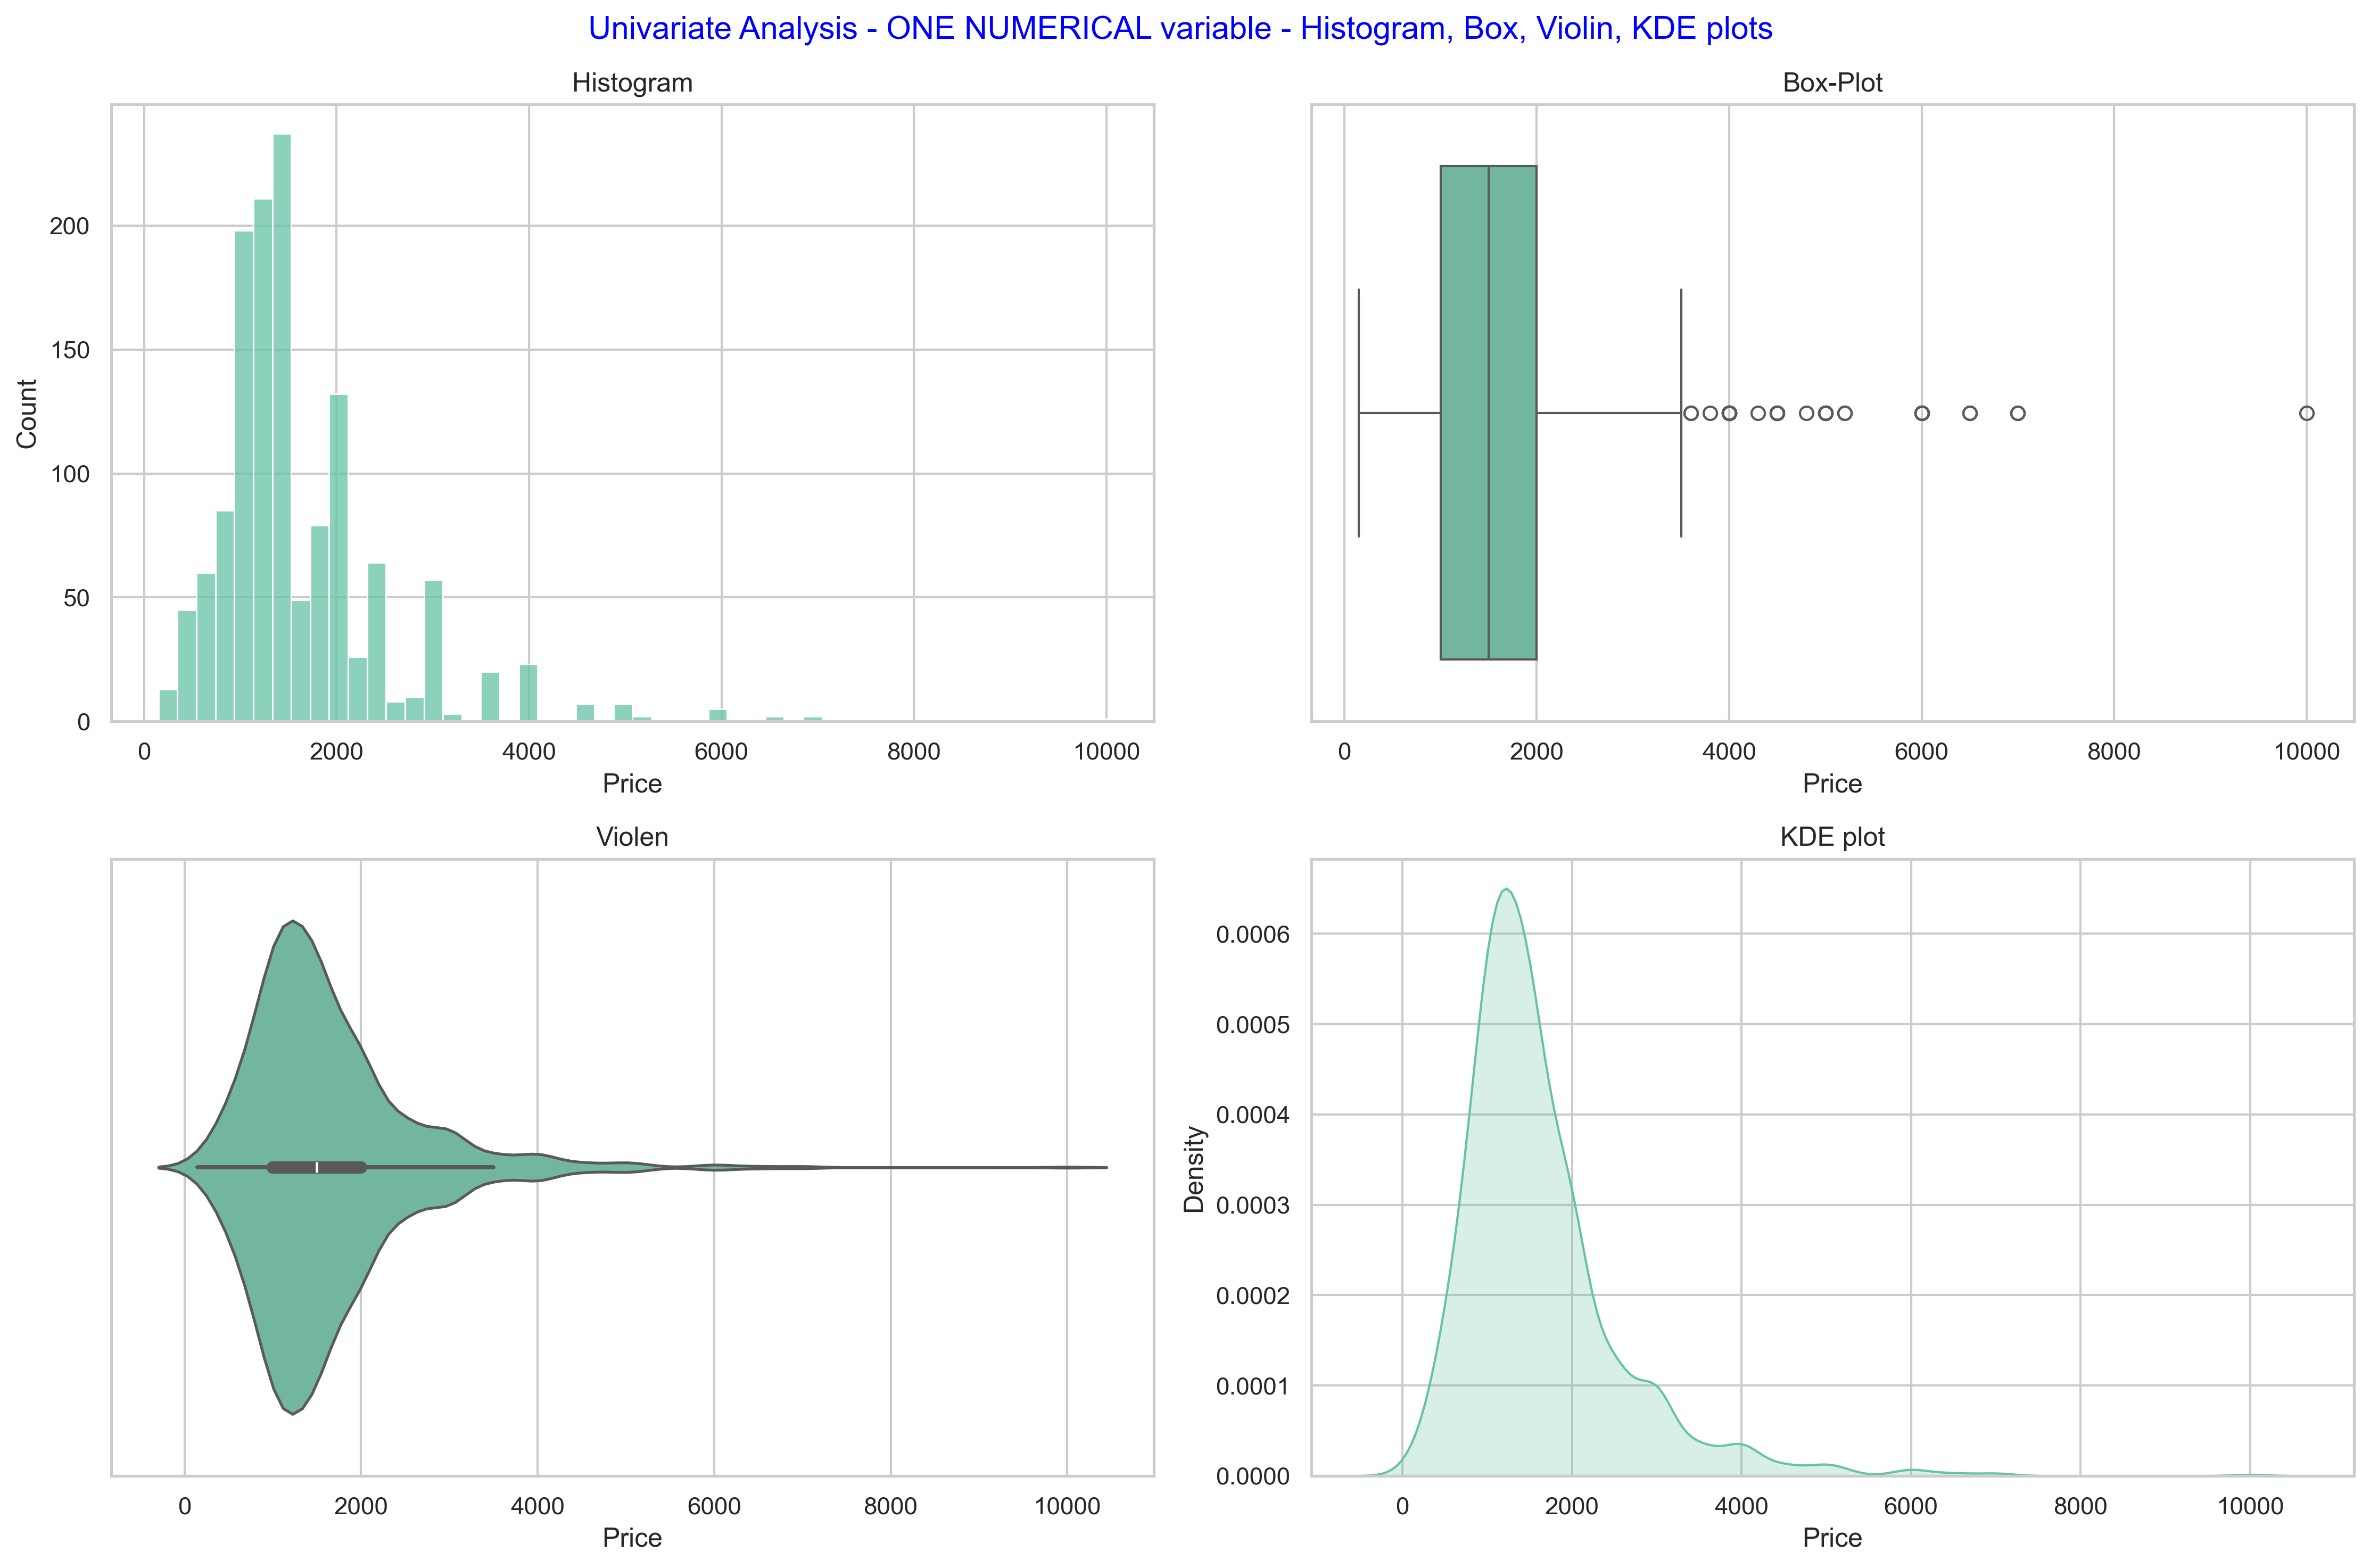 Univariate Analysis - ONE NUMERICAL variable - Histogram, Box, Violin, KDE plots
Histogram
Count
200
150
100
50
0
0 2000 4000 6000 8000 10000
Price
Box-Plot
0 2000 4000 6000 8000 10000
Price
Violen
0 2000 4000 6000 8000 10000
Price
KDE plot
Density
0.0006
0.0005
0.0004
0.0003
0.0002
0.0001
0.0000
0 2000 4000 6000 8000 10000
Price